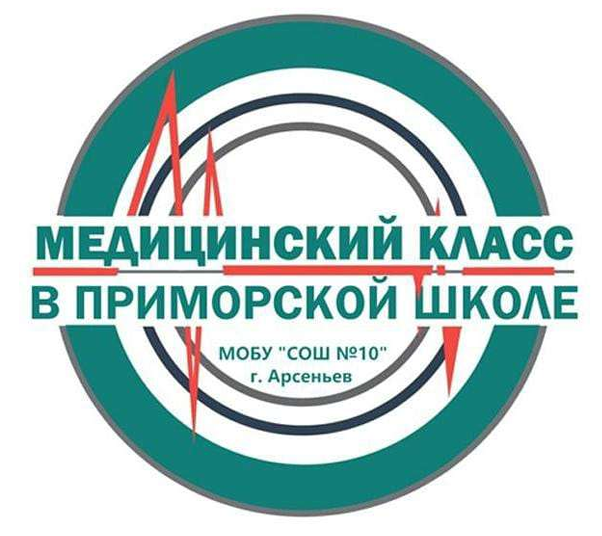 МЕДИЦИНСКИЙ КЛАСС
В ПРИМОРСКОЙ ШКОЛЕ
МОБУ "СОШ №10"
г. Арсеньев